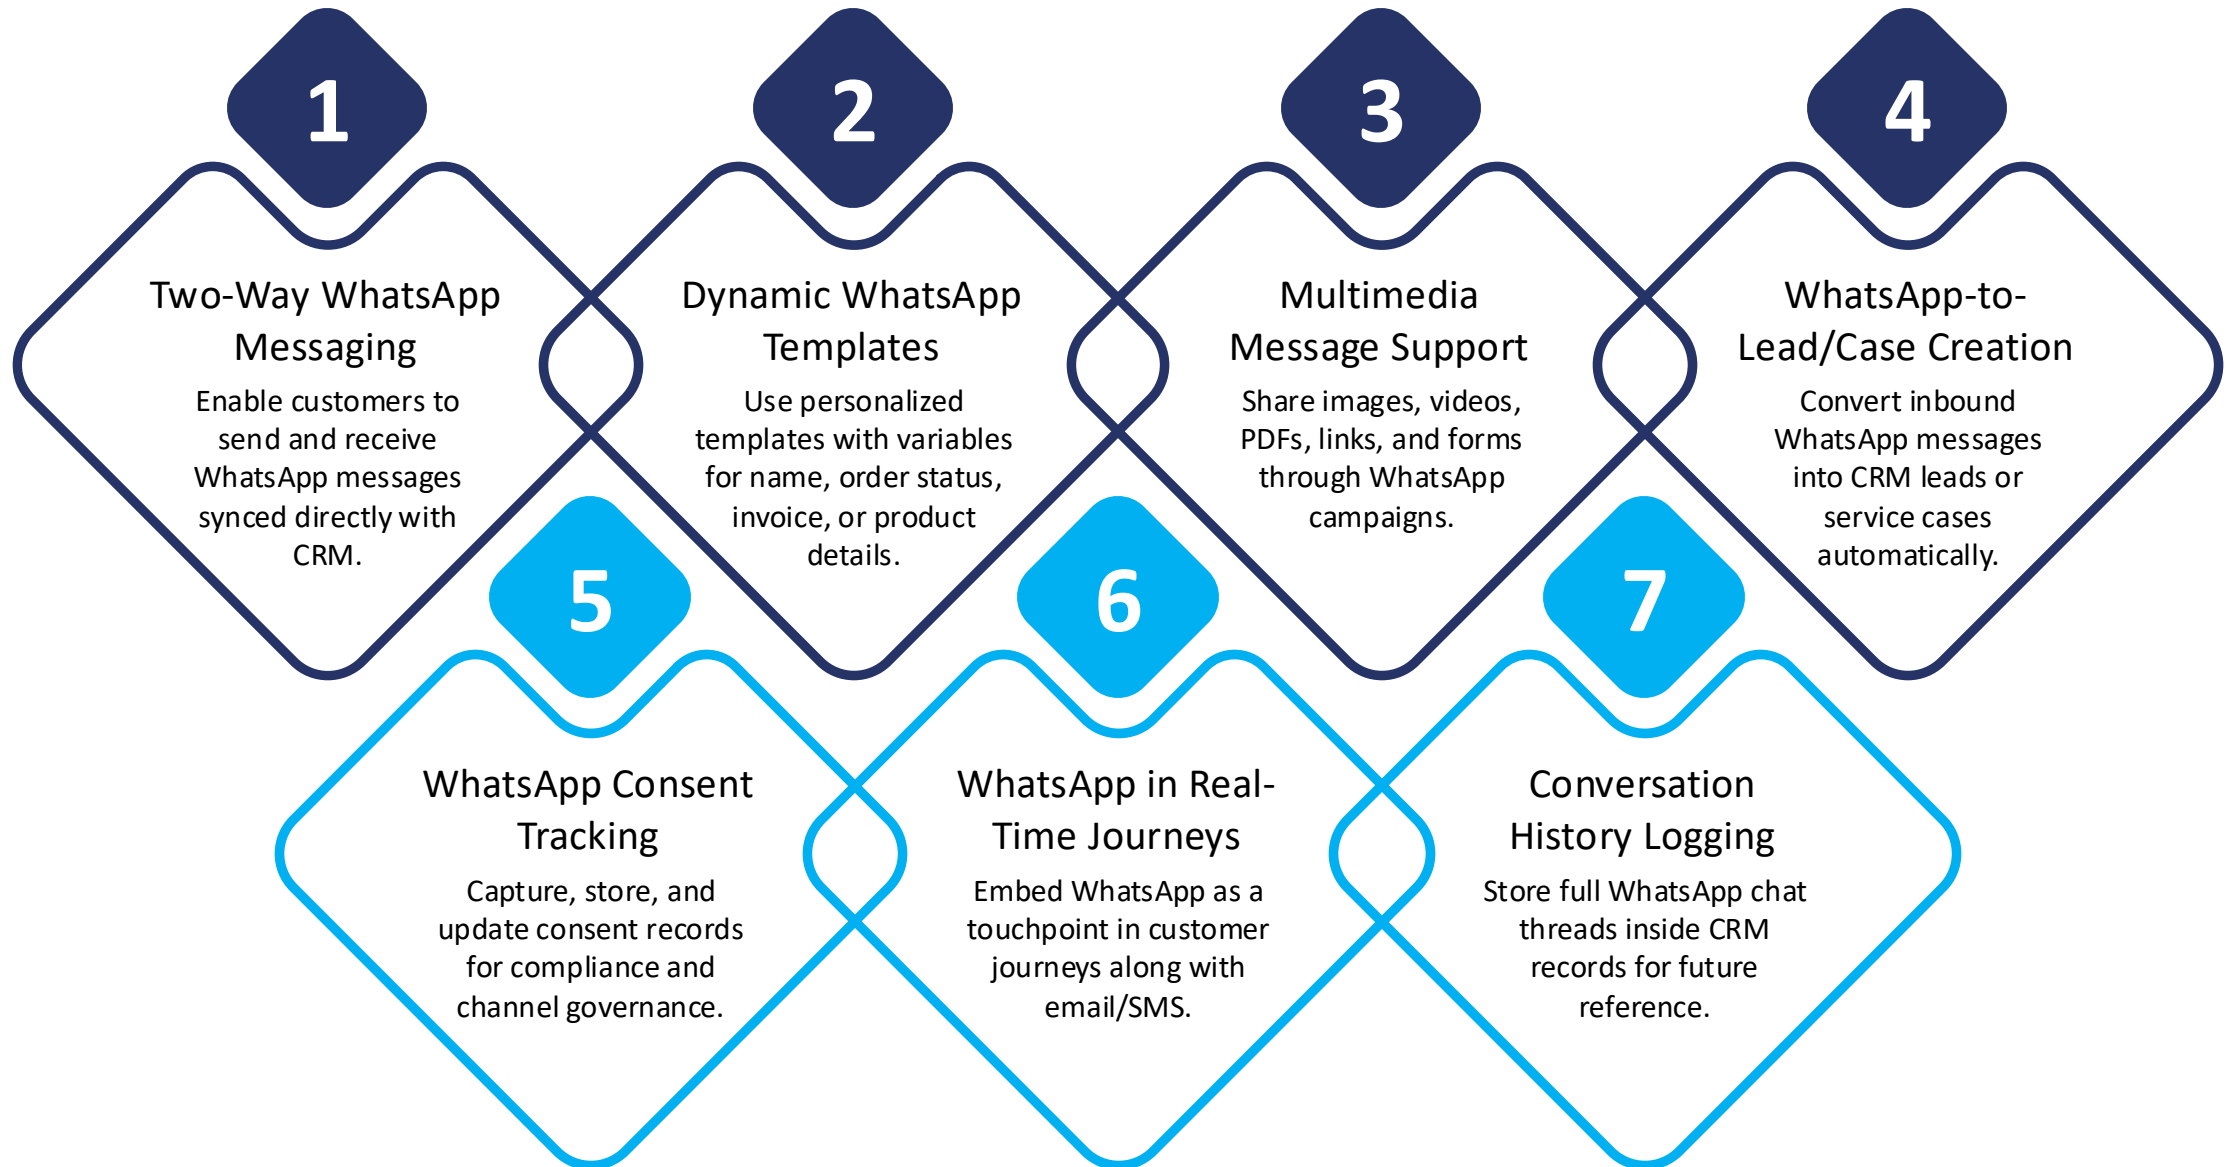 1
Two-Way WhatsApp
Messaging
Enable customers to
send and receive
WhatsApp messages
synced directly with
CRM.
2
Dynamic WhatsApp
Templates
Use personalized
templates with variables
for name, order status,
invoice, or product
details.
3
Multimedia
Message Support
Share images, videos,
PDFs, links, and forms
through WhatsApp
campaigns.
4
WhatsApp-to-
Lead/Case Creation
Convert inbound
WhatsApp messages
into CRM leads or
service cases
automatically.
5
WhatsApp Consent
Tracking
Capture, store, and
update consent records
for compliance and
channel governance.
6
WhatsApp in Real-
Time Journeys
Embed WhatsApp as a
touchpoint in customer
journeys along with
email/SMS.
7
Conversation
History Logging
Store full WhatsApp chat
threads inside CRM
records for future
reference.